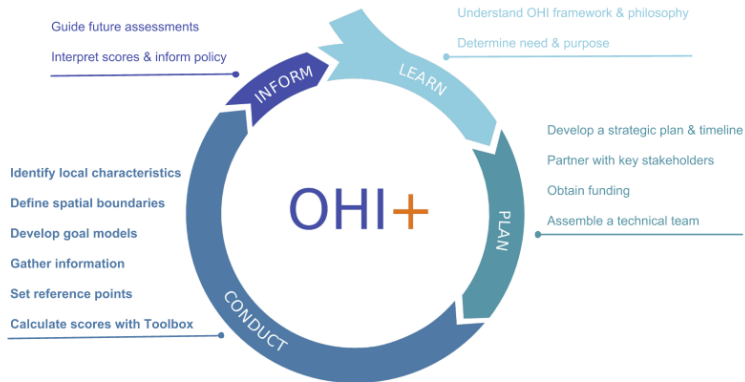 Understand OHI framework & philosophy
Determine need & purpose
LEARN
Develop a strategic plan & timeline
Partner with key stakeholders
Obtain funding
Assemble a technical team
PLAN
Identify local characteristics
Define spatial boundaries
Develop goal models
Gather information
Set reference points
Calculate scores with Toolbox
CONDUCT
Guide future assessments
Interpret scores & inform policy
INFORM
OHI+